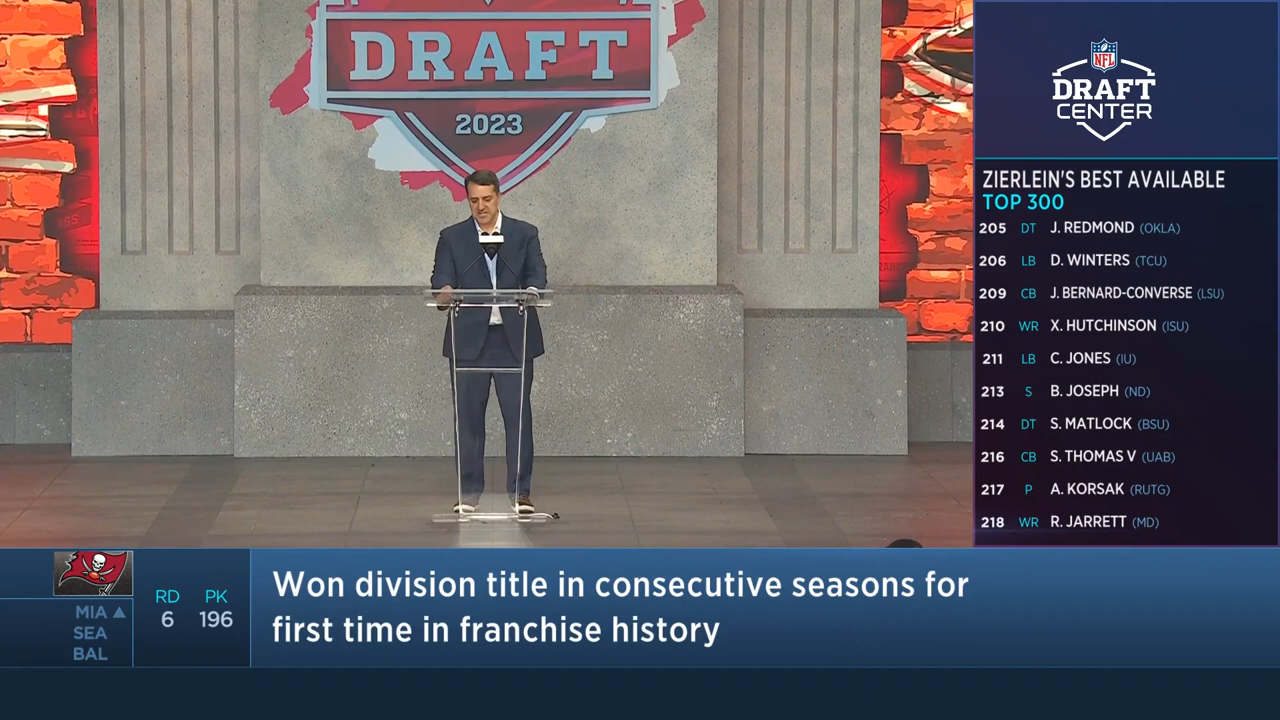 DRAFT
2023
NFL
DRAFT
CENTER
ZIERLEIN'S BEST AVAILABLE
TOP 300
205 DT J. REDMOND (OKLA)
206 LB D. WINTERS (TCU)
209 CB J. BERNARD-CONVERSE (LSU)
210 WR X. HUTCHINSON (ISU)
211 LB C. JONES (IU)
213 S B. JOSEPH (ND)
214 DT S. MATLOCK (BSU)
216 CB S. THOMAS V (UAB)
217 P A. KORSAK (RUTG)
218 WR R. JARRETT (MD)
MIA ▲
SEA
BAL
RD PK
6 196
Won division title in consecutive seasons for
first time in franchise history